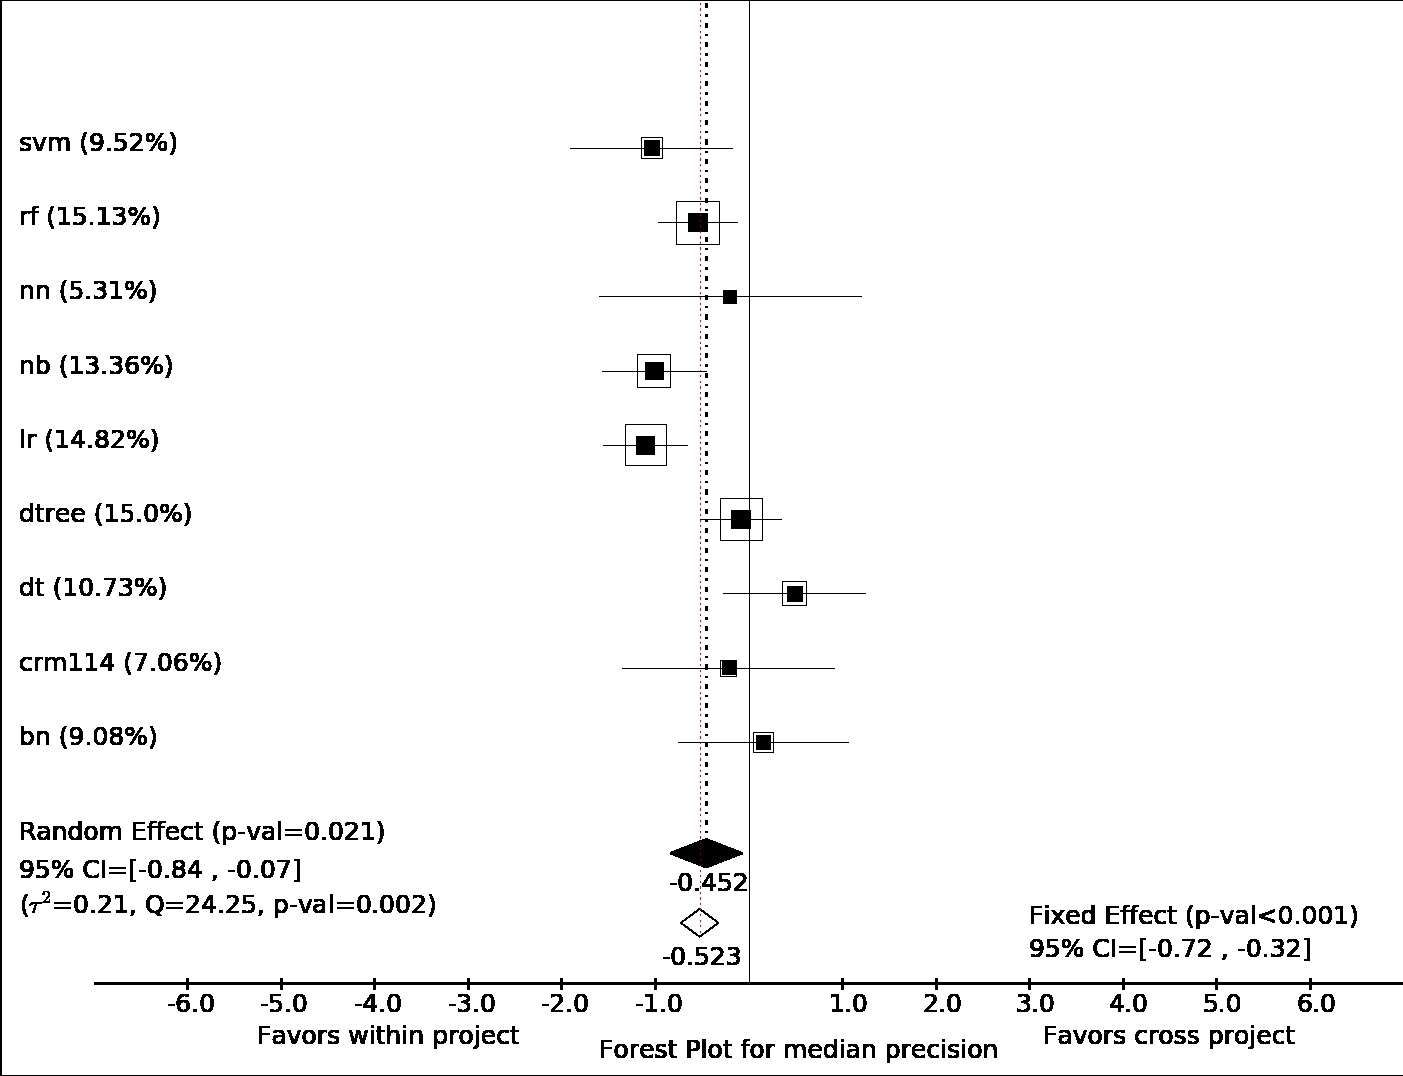 svm (9.52%)
rf (15.13%)
nn (5.31%)
nb (13.36%)
lr (14.82%)
dtree (15.0%)
dt (10.73%)
crm114 (7.06%)
bn (9.08%)
Random Effect (p-val=0.021)
95% CI=[-0.84 , -0.07]
(τ²=0.21, Q=24.25, p-val=0.002)
-0.452
-0.523
Fixed Effect (p-val<0.001)
95% CI=[-0.72 , -0.32]
-6.0 -5.0 -4.0 -3.0 -2.0 -1.0 1.0 2.0 3.0 4.0 5.0 6.0
Favors within project
Favors cross project
Forest Plot for median precision